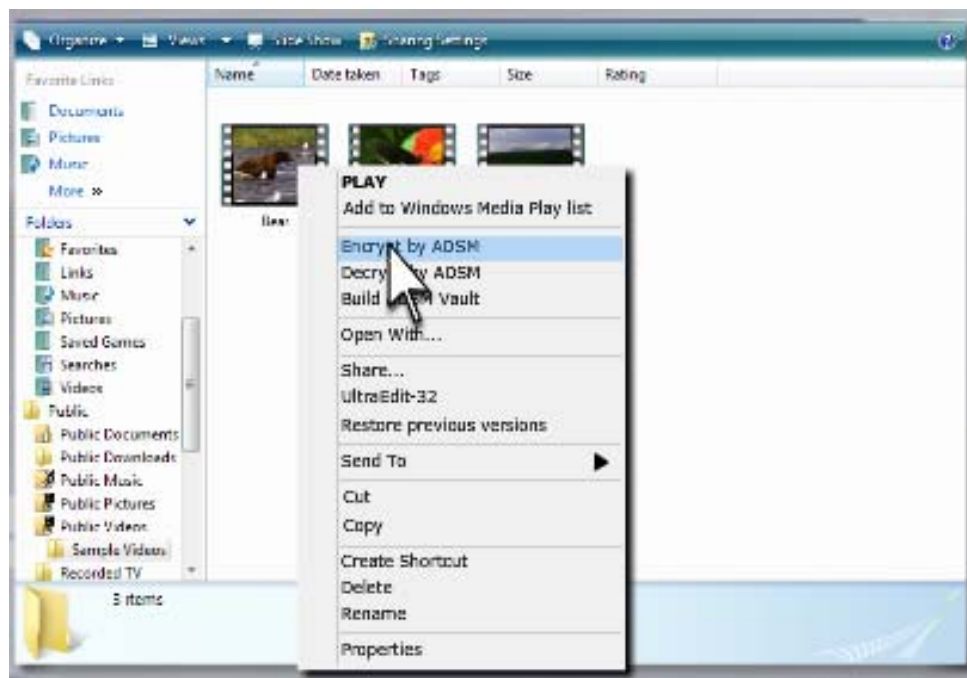 Organize Views Slide Show Sharing Settings
Favorite Links
Documents
Pictures
Music
More »
Folders
Favorites
Links
Music
Pictures
Saved Games
Searches
Videos
Public
Public Documents
Public Downloads
Public Music
Public Pictures
Public Videos
Sample Videos
Recorded TV
Name Date taken Tags Size Rating
Bear
PLAY
Add to Windows Media Play list
Encrypt by ADSM
Decrypt by ADSM
Build ADSM Vault
Open With...
Share...
UltraEdit-32
Restore previous versions
Send To
Cut
Copy
Create Shortcut
Delete
Rename
Properties
3 items